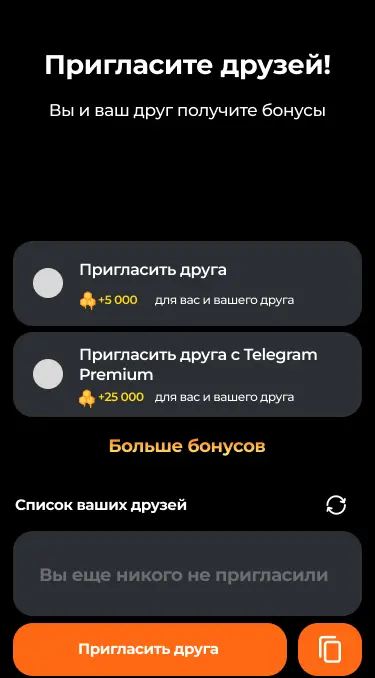 Пригласите друзей!
Вы и ваш друг получите бонусы
Пригласить друга
+5 000 для вас и вашего друга
Пригласить друга с Telegram
Premium
+25 000 для вас и вашего друга
Больше бонусов
Список ваших друзей
Вы еще никого не пригласили
Пригласить друга